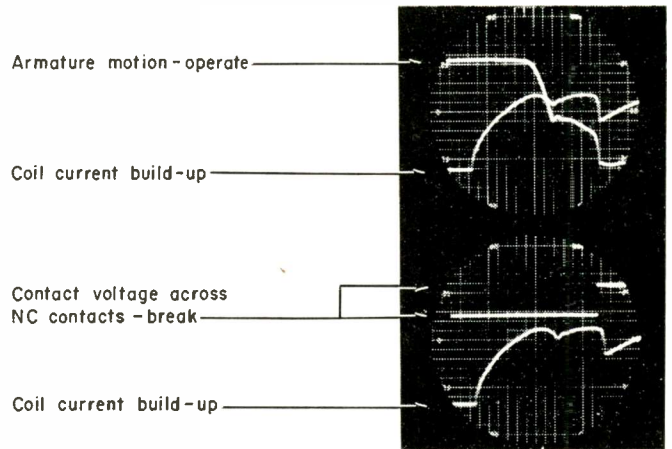 Armature motion-operate
Coil current build-up
Contact voltage across
NC contacts - break
Coil current build-up